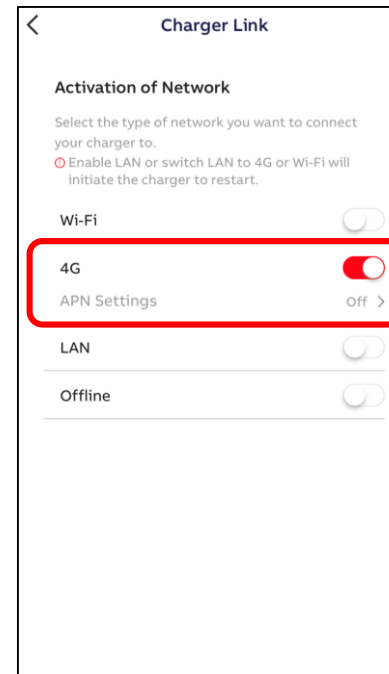 Charger Link
Activation of Network
Select the type of network you want to connect
your charger to.
Enable LAN or switch LAN to 4G or Wi-Fi will
initiate the charger to restart.
Wi-Fi
4G
APN Settings Off
LAN
Offline